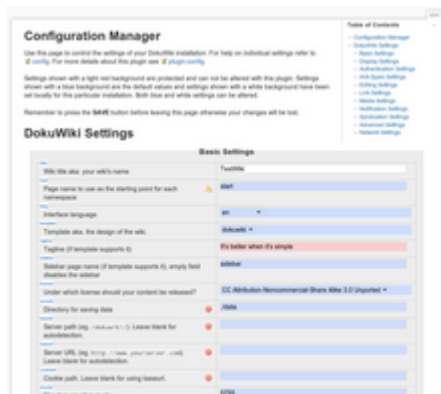 Table of Contents
Configuration Manager
DokuWiki Settings
Basic Settings
Display Settings
Authentication Settings
Anti-Spam Settings
Editing Settings
Link Settings
Media Settings
Notification Settings
Syndication Settings
Advanced Settings
Network Settings
Configuration Manager
Use this page to control the settings of your DokuWiki installation. For help on individual settings refer to
config. For more details about this plugin see plugin:config.
Settings shown with a light red background are protected and can not be altered with this plugin. Settings
shown with a blue background are the default values and settings shown with a white background have been
set locally for this particular installation. Both blue and white settings can be altered.
Remember to press the SAVE button before leaving this page otherwise your changes will be lost.
DokuWiki Settings
Basic Settings
Wiki title aka. your wiki's name
TestWiki
Page name to use as the starting point for each
namespace
start
Interface language
en
Template aka. the design of the wiki.
dokuwiki
Tagline (if template supports it)
It's better when it's simple
Sidebar page name (if template supports it), empty field
disables the sidebar
sidebar
Under which license should your content be released?
CC Attribution-Noncommercial-Share Alike 3.0 Unported
Directory for saving data
./data
Server path (eg. /dokuwiki/). Leave blank for
autodetection.
Server URL (eg. http://www.yourserver.com).
Leave blank for autodetection.
Cookie path. Leave blank for using baseurl.